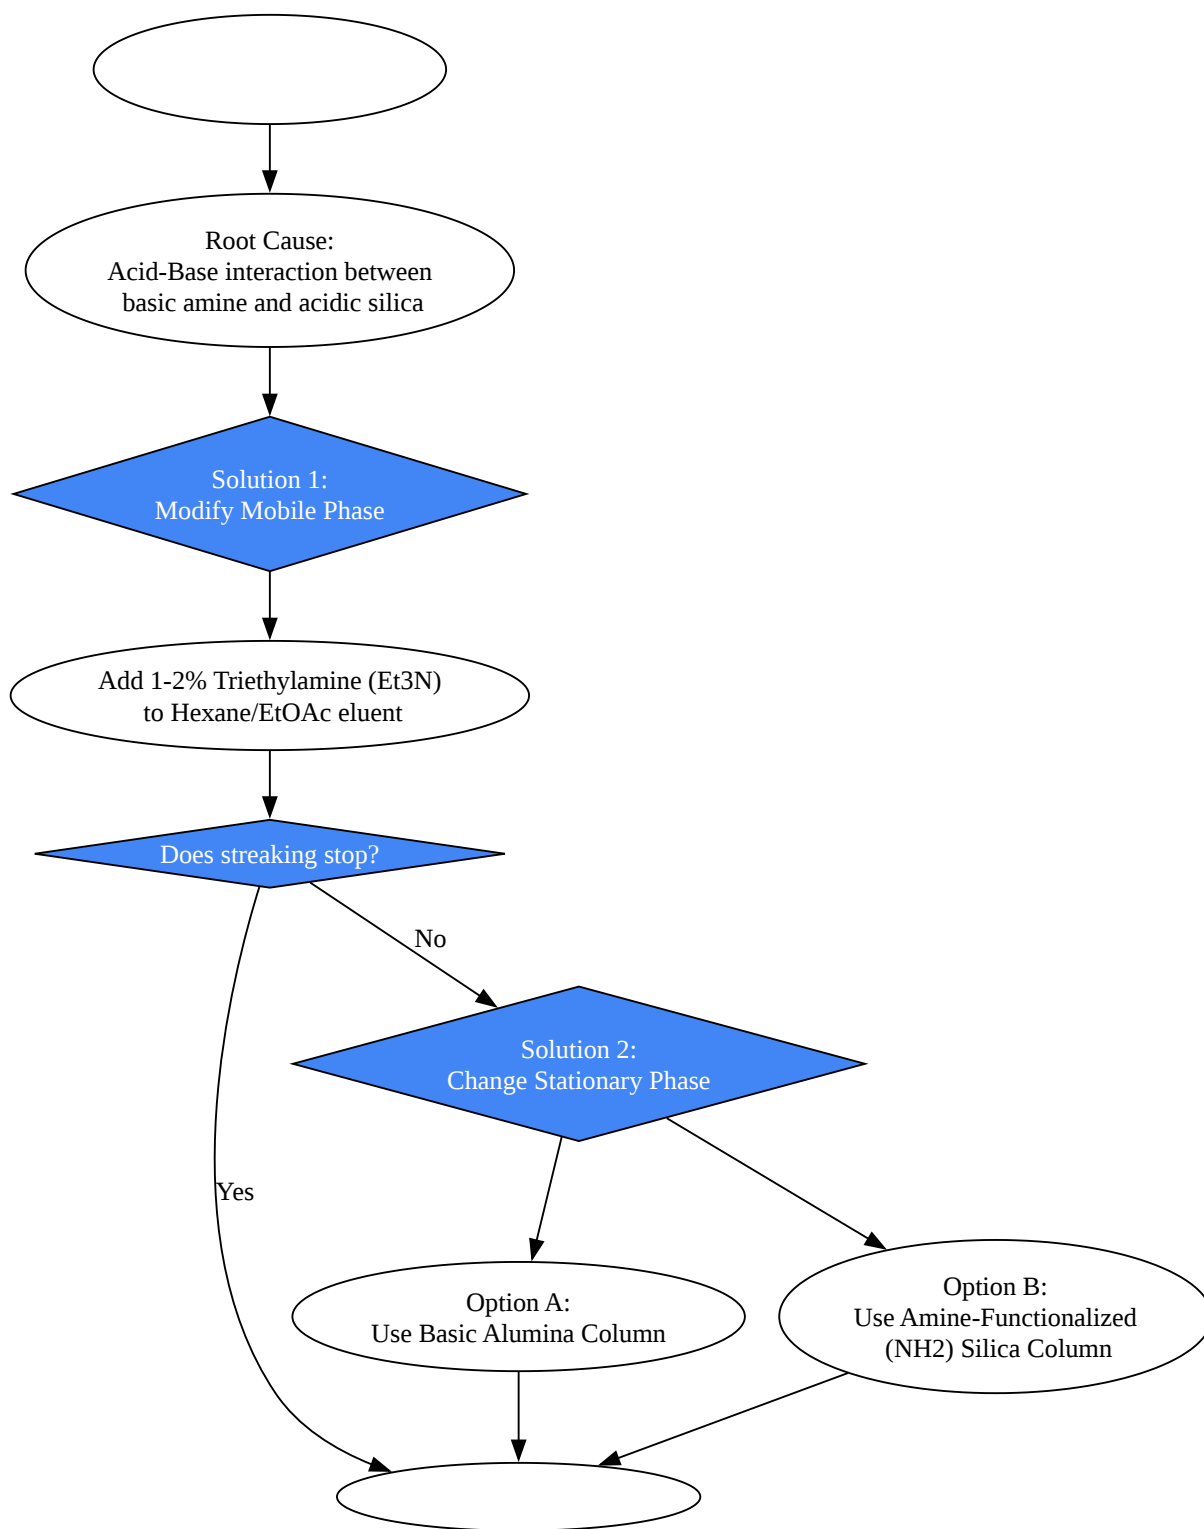 Root Cause:
Acid-Base interaction between
basic amine and acidic silica
Solution 1:
Modify Mobile Phase
Add 1-2% Triethylamine (Et3N)
to Hexane/EtOAc eluent
Does streaking stop?
No
Solution 2:
Change Stationary Phase
Yes
Option A:
Use Basic Alumina Column
Option B:
Use Amine-Functionalized
(NH2) Silica Column